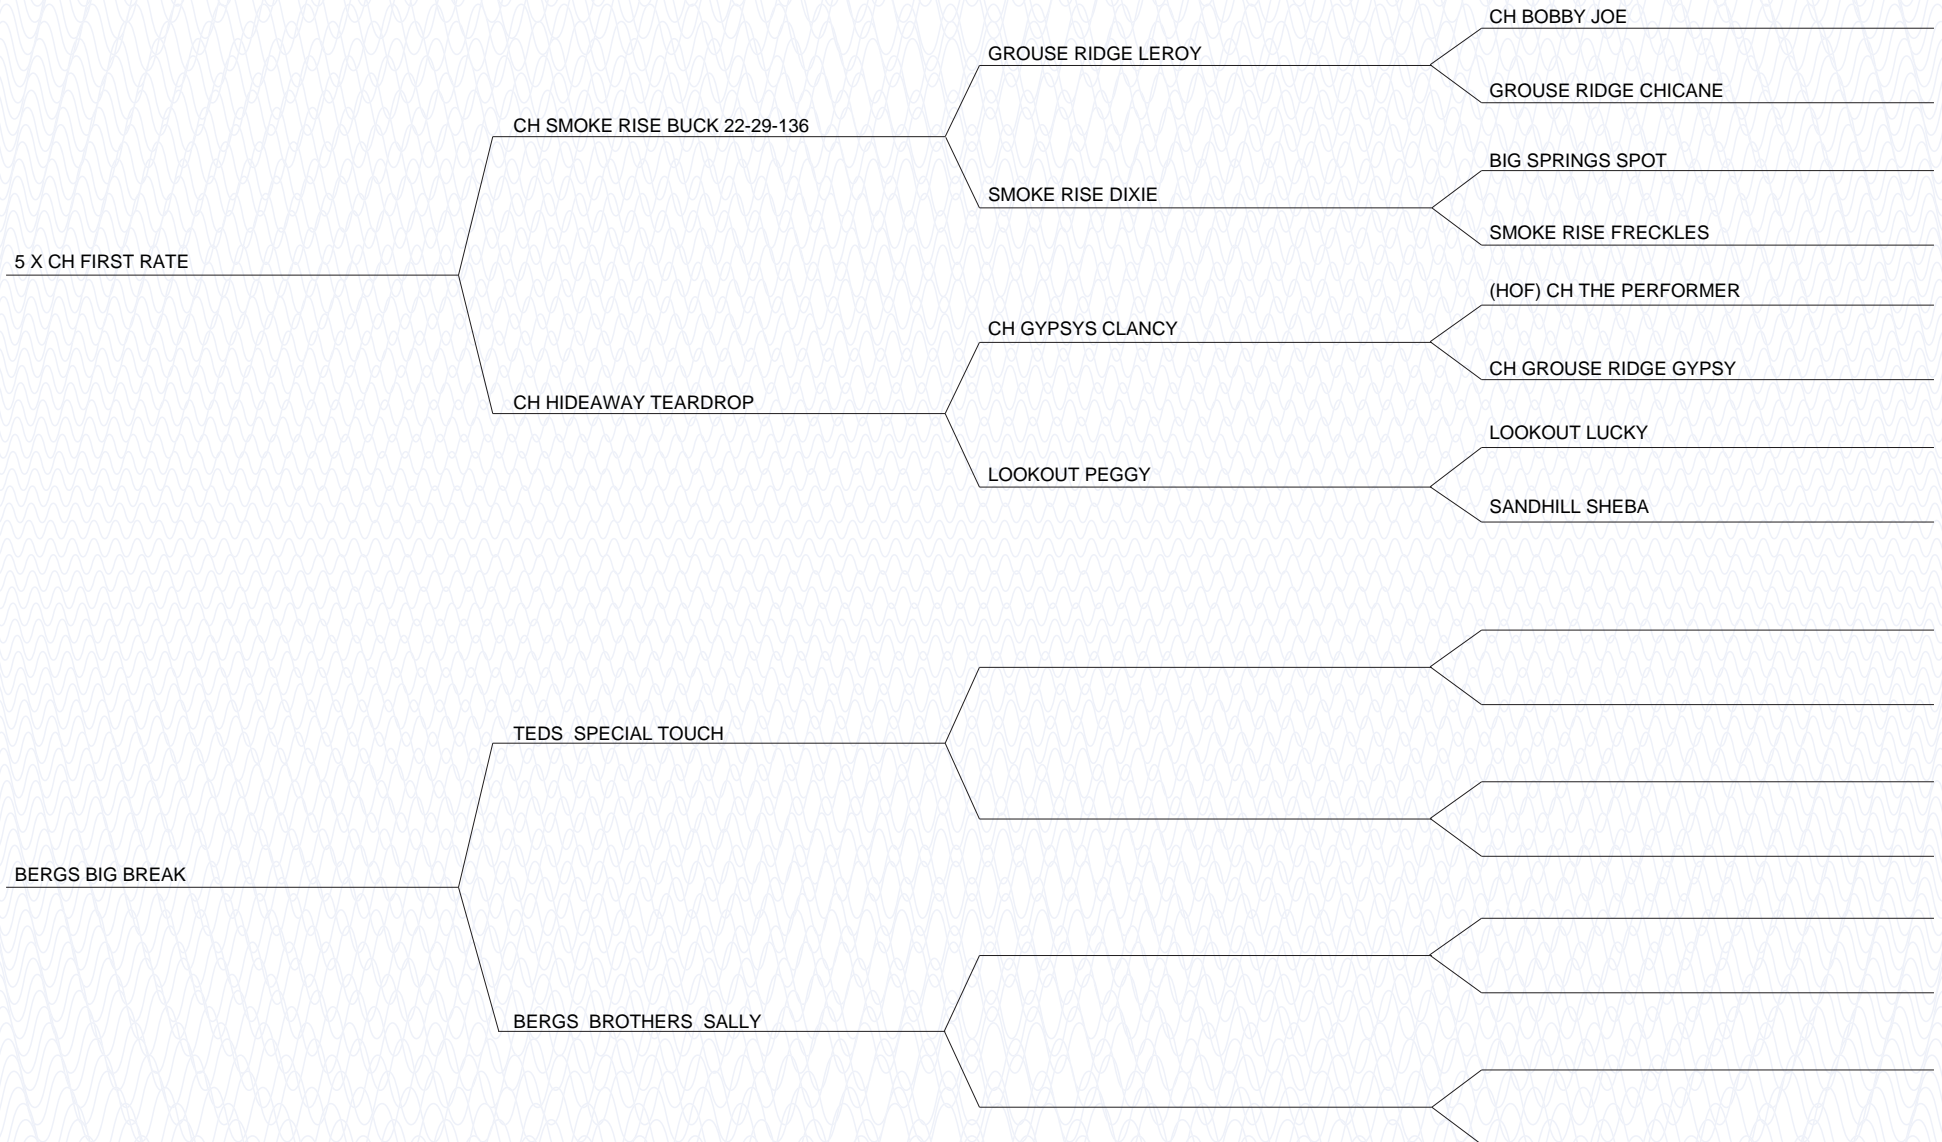 CH BOBBY JOE
GROUSE RIDGE LEROY
GROUSE RIDGE CHICANE
CH SMOKE RISE BUCK 22-29-136
BIG SPRINGS SPOT
SMOKE RISE DIXIE
SMOKE RISE FRECKLES
5 X CH FIRST RATE
(HOF) CH THE PERFORMER
CH GYPSYS CLANCY
CH GROUSE RIDGE GYPSY
CH HIDEAWAY TEARDROP
LOOKOUT LUCKY
LOOKOUT PEGGY
SANDHILL SHEBA
TEDS  SPECIAL TOUCH
BERGS BIG BREAK
BERGS  BROTHERS  SALLY